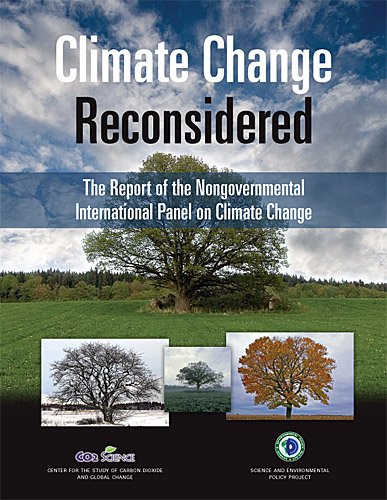 Climate Change
Reconsidered
The Report of the Nongovernmental
International Panel on Climate Change
CO2 SCIENCE
CENTER FOR THE STUDY OF CARBON DIOXIDE
AND GLOBAL CHANGE
SCIENCE AND ENVIRONMENTAL
POLICY PROJECT